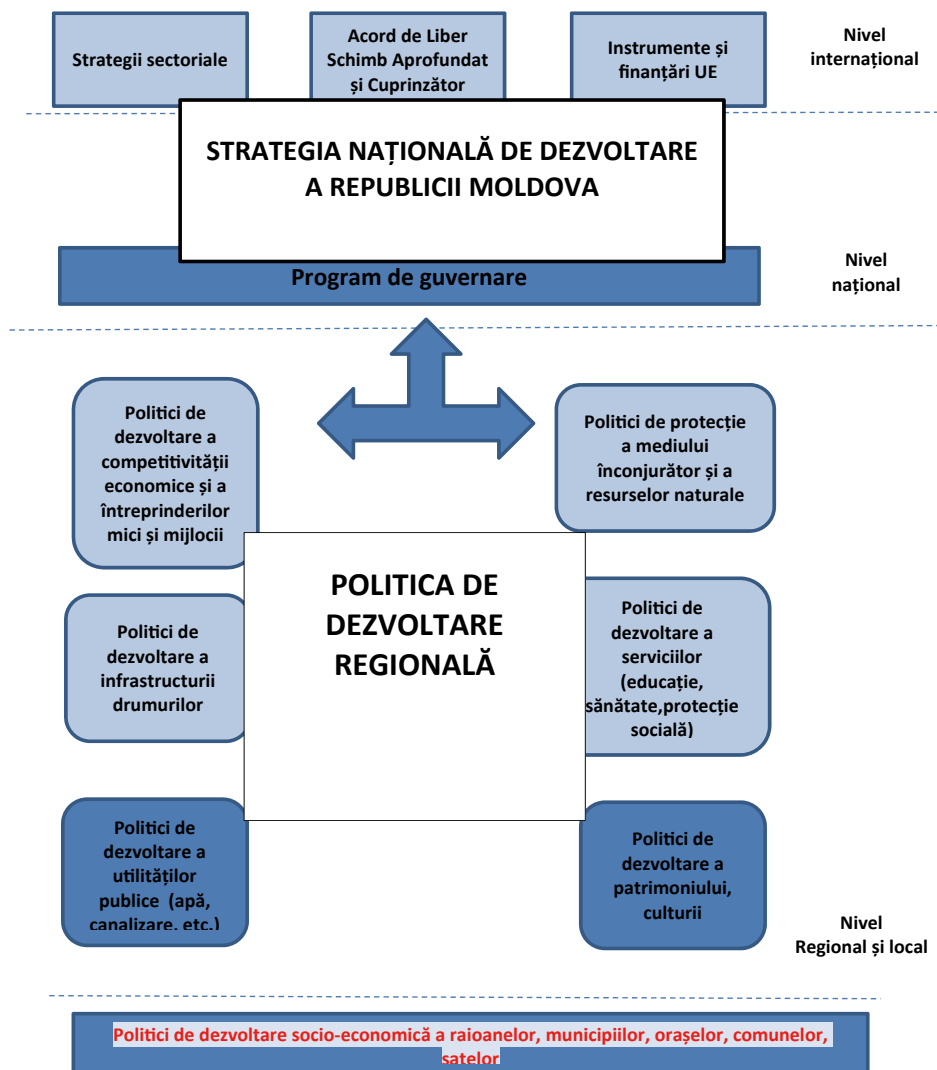 Strategii sectoriale
Acord de Liber
Schimb Aprofundat
și Cuprinzător
Instrumente și
finanțări UE
Nivel
internațional
STRATEGIA NAȚIONALĂ DE DEZVOLTARE
A REPUBLICII MOLDOVA
Program de guvernare
Nivel
național
Politici de
dezvoltare a
competitivității
economice și a
întreprinderilor
mici și mijlocii
Politici de protecție
a mediului
înconjurător și a
resurselor naturale
POLITICA DE
DEZVOLTARE
REGIONALĂ
Politici de
dezvoltare a
infrastructurii
drumurilor
Politici de
dezvoltare a
serviciilor
(educație,
sănătate,protecție
socială)
Politici de
dezvoltare a
utilităților
publice (apă,
canalizare, etc.)
Politici de
dezvoltare a
patrimoniului,
culturii
Nivel
Regional și local
Politici de dezvoltare socio-economică a raioanelor, municipiilor, orașelor, comunelor,
satelor